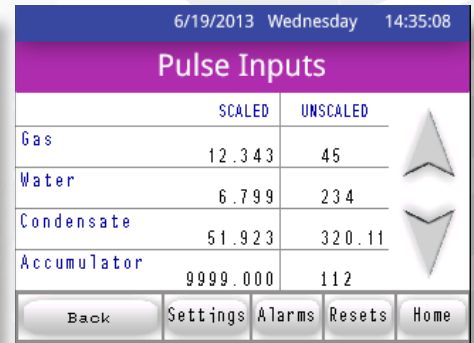 6/19/2013 Wednesday 14:35:08
Pulse Inputs
SCALED UNSCALED
Gas 12.343 45
Water 6.799 234
Condensate 51.923 320.11
Accumulator 9999.000 112
Back Settings Alarms Resets Home